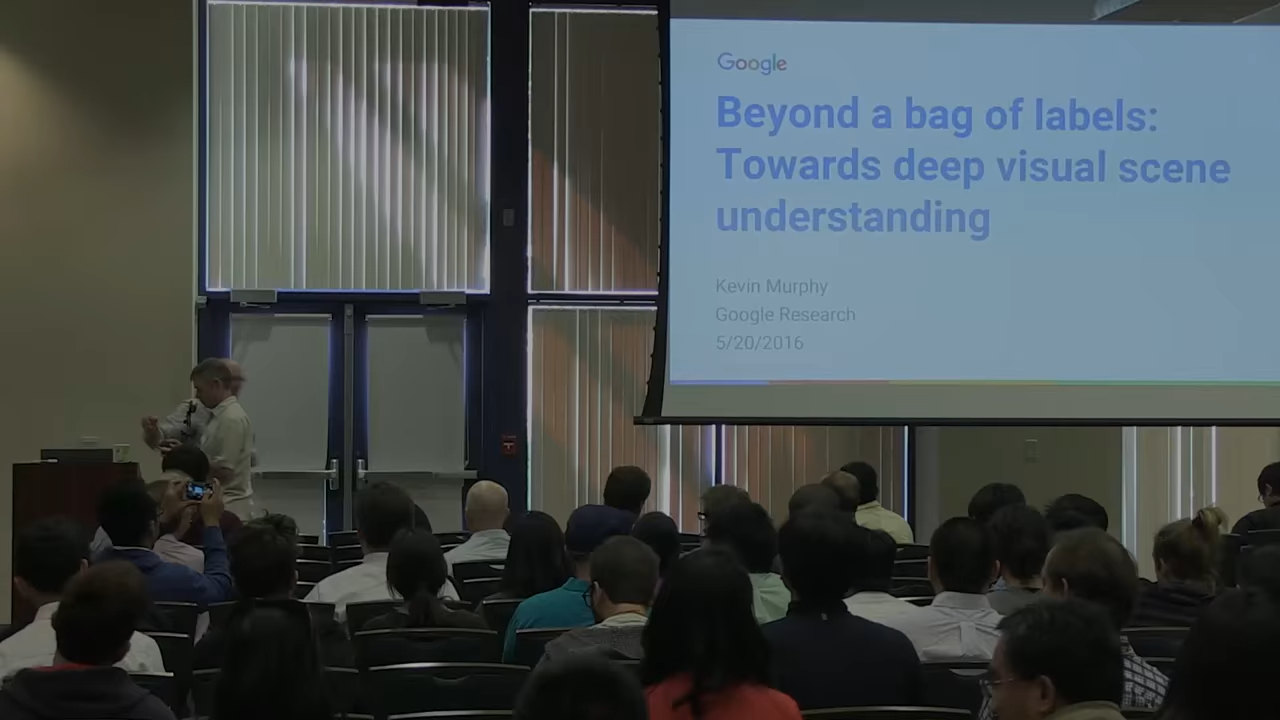 Google
Beyond a bag of labels:
Towards deep visual scene
understanding
Kevin Murphy
Google Research
5/20/2016